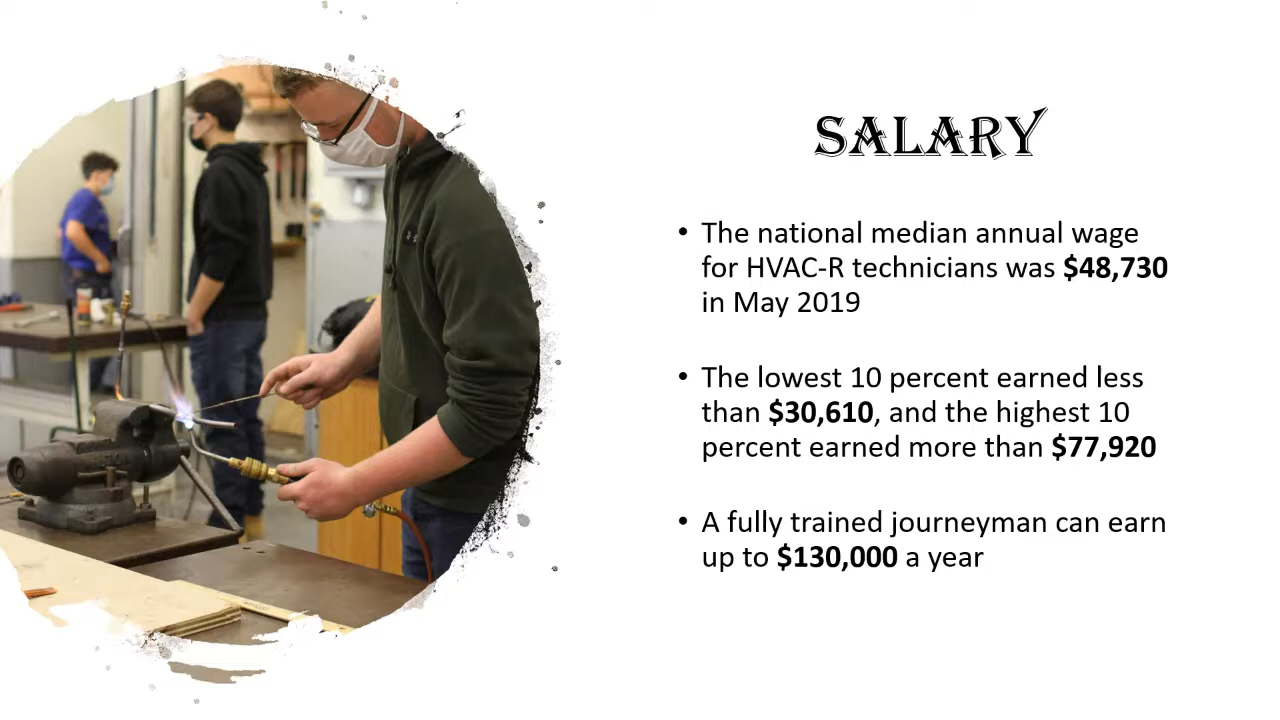 SALARY
• The national median annual wage
for HVAC-R technicians was $48,730
in May 2019
• The lowest 10 percent earned less
than $30,610, and the highest 10
percent earned more than $77,920
• A fully trained journeyman can earn
up to $130,000 a year